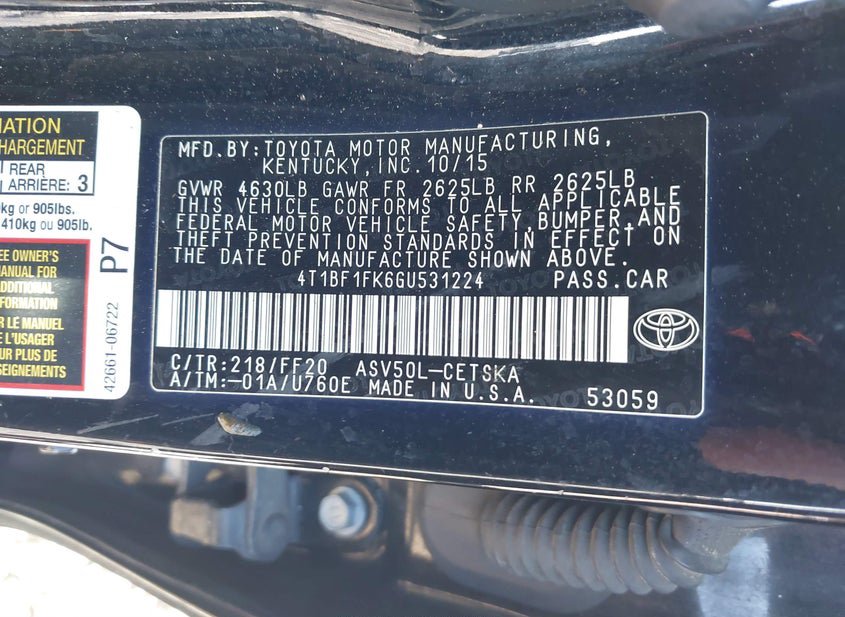 MATION
HARGEMENT
REAR
ARRIÈRE: 3
kg or 905lbs.
410kg ou 905lb.
EE OWNER'S
MANUAL FOR
ADDITIONAL
FORMATION
R LE MANUEL
E L'USAGER
UR PLUS DE
SEIGNEMENTS
P7
42661-06722
MFD.BY:TOYOTA MOTOR MANUFACTURING,
KENTUCKY, INC. 10/15
GVWR 4630LB GAWR FR 2625LB RR 2625LB
THIS VEHICLE CONFORMS TO ALL APPLICABLE
FEDERAL MOTOR VEHICLE SAFETY, BUMPER, AND
THEFT PREVENTION STANDARDS IN EFFECT ON
THE DATE OF MANUFACTURE SHOWN ABOVE.
4T1BF1FK6GU531224 PASS.CAR
C/TR:218/FF20 ASV50L-CETSKA
A/TM:-01A/U760E MADE IN U.S.A. 53059